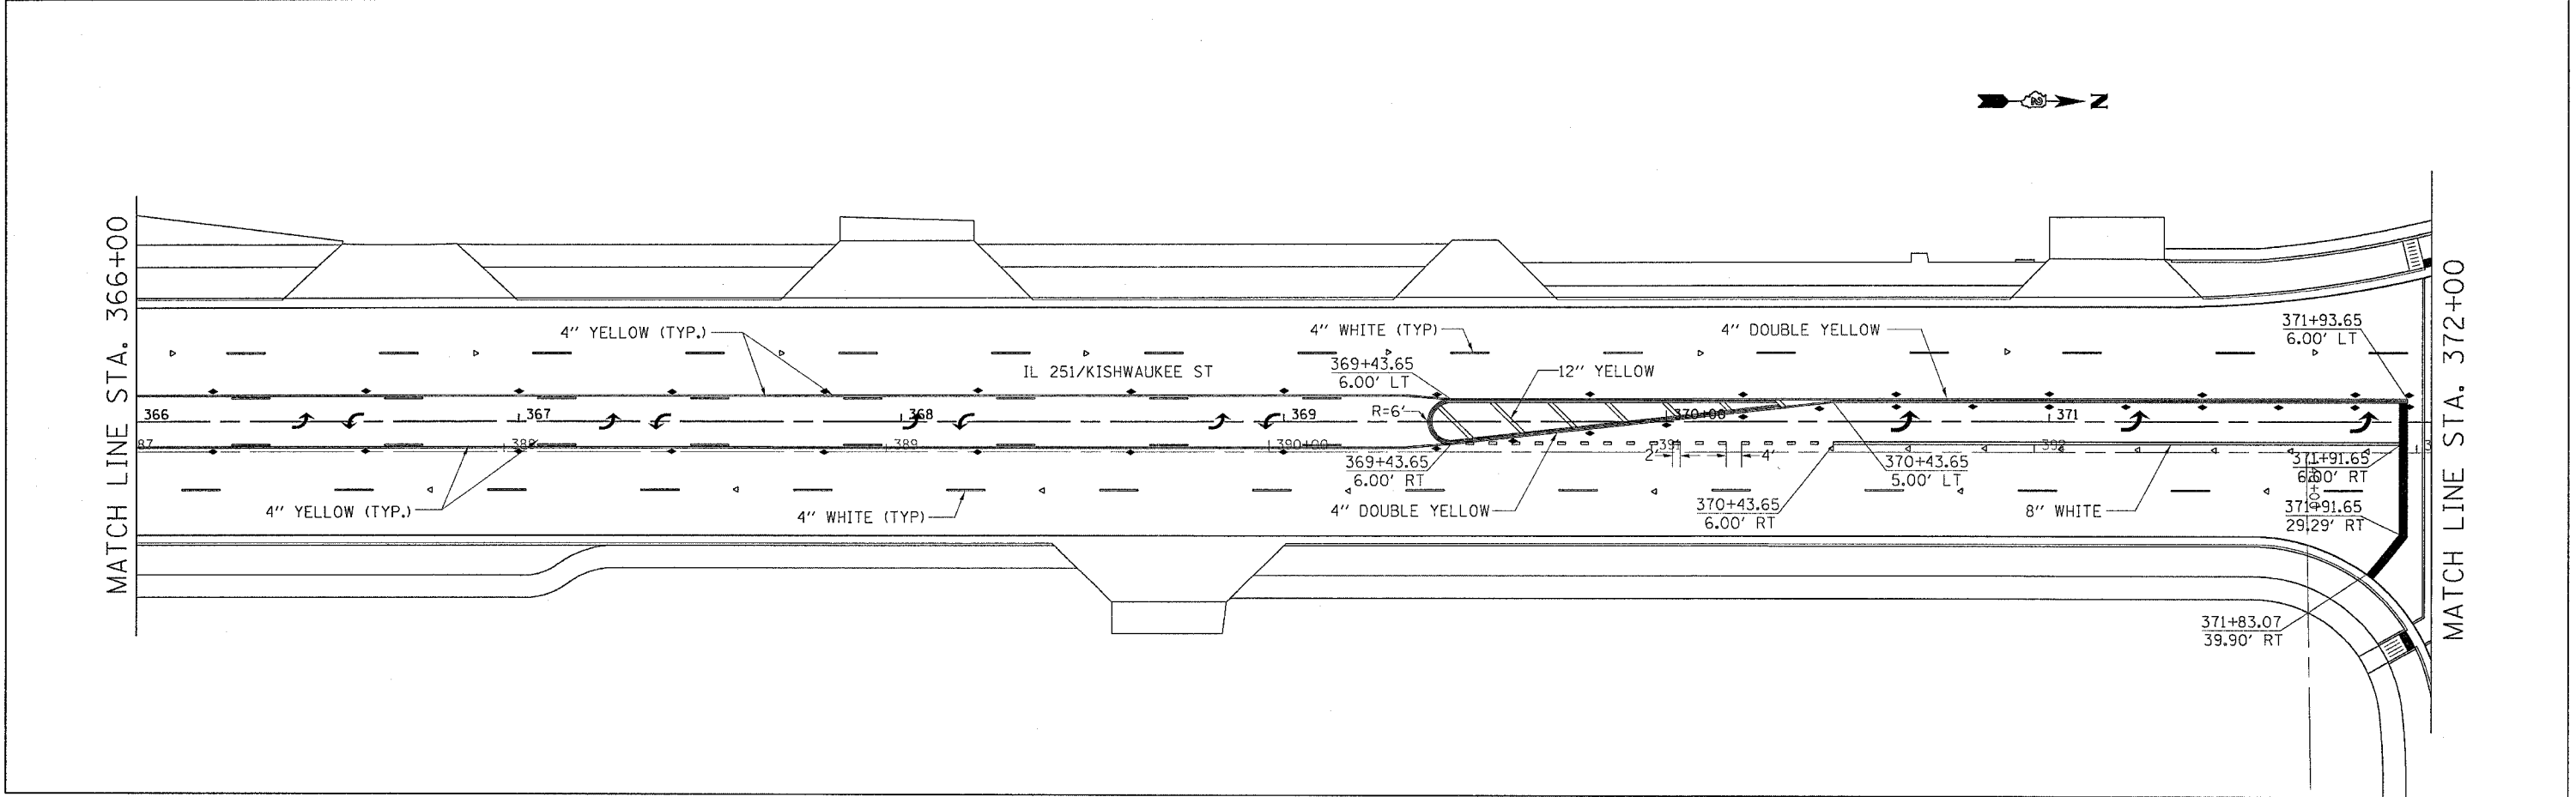 N
MATCH LINE STA. 366+00
MATCH LINE STA. 372+00
4" YELLOW (TYP.)
4" WHITE (TYP)
4" DOUBLE YELLOW
371+93.65
6.00' LT
IL 251/KISHWAUKEE ST
369+43.65
6.00' LT
12" YELLOW
R=6'
366
367
368
369
370+00
371
87
388
389
390+00
391
392
3
2'
4'
369+43.65
6.00' RT
370+43.65
5.00' LT
371+91.65
6.00' RT
4" YELLOW (TYP.)
4" WHITE (TYP)
4" DOUBLE YELLOW
370+43.65
6.00' RT
8" WHITE
371+91.65
29.29' RT
371+83.07
39.90' RT